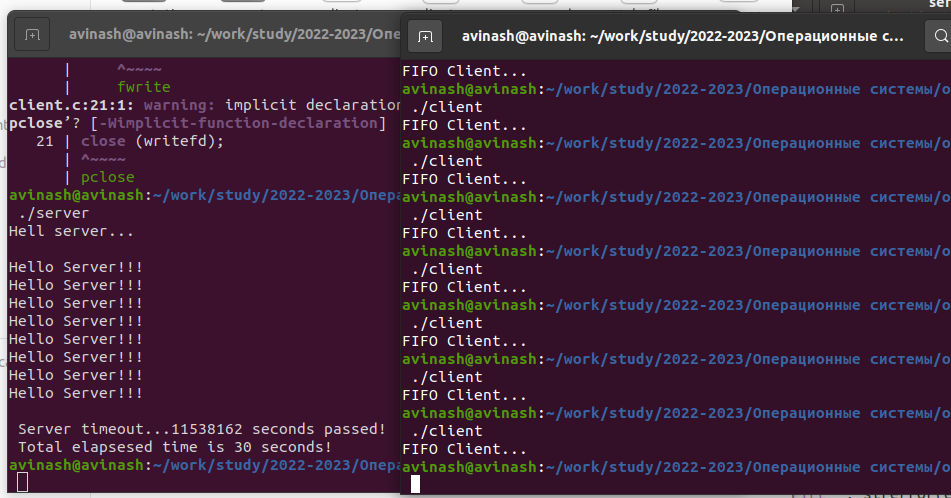 avinash@avinash: ~/work/study/2022-2023/Опе
| ^~~~~
| fwrite
client.c:21:1: warning: implicit declaration
pclose’? [-Wimplicit-function-declaration]
21 | close (writefd);
| ^~~~~
| pclose
avinash@avinash:~/work/study/2022-2023/Опера
./server
Hell server...
Hello Server!!!
Hello Server!!!
Hello Server!!!
Hello Server!!!
Hello Server!!!
Hello Server!!!
Hello Server!!!
Hello Server!!!
Server timeout...11538162 seconds passed!
Total elapsesed time is 30 seconds!
avinash@avinash:~/work/study/2022-2023/Опера
avinash@avinash: ~/work/study/2022-2023/Операционные с...
FIFO Client...
avinash@avinash:~/work/study/2022-2023/Операционные системы/o
./client
FIFO Client...
avinash@avinash:~/work/study/2022-2023/Операционные системы/o
./client
FIFO Client...
avinash@avinash:~/work/study/2022-2023/Операционные системы/o
./client
FIFO Client...
avinash@avinash:~/work/study/2022-2023/Операционные системы/o
./client
FIFO Client...
avinash@avinash:~/work/study/2022-2023/Операционные системы/o
./client
FIFO Client...
avinash@avinash:~/work/study/2022-2023/Операционные системы/o
./client
FIFO Client...
avinash@avinash:~/work/study/2022-2023/Операционные системы/o
./client
FIFO Client...
avinash@avinash:~/work/study/2022-2023/Операционные системы/o
ser